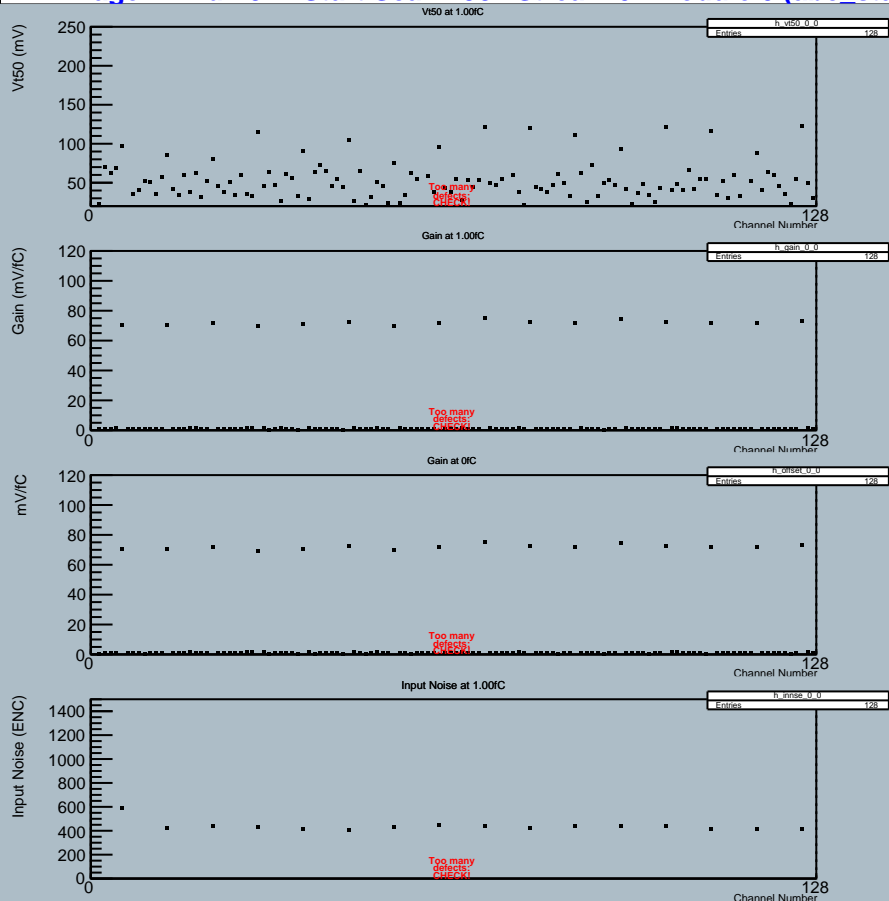 Vt50 at 1.00fC
h_vt50_0_0
Entries 128
Vt50 (mV)
250
200
150
100
50
Too many
defects:
CHECK!
0
128
Channel Number
Gain at 1.00fC
h_gain_0_0
Entries 128
Gain (mV/fC)
120
100
80
60
40
20
0
Too many
defects:
CHECK!
0
128
Channel Number
Gain at 0fC
h_offset_0_0
Entries 128
mV/fC
120
100
80
60
40
20
0
Too many
defects:
CHECK!
0
128
Channel Number
Input Noise at 1.00fC
h_innse_0_0
Entries 128
Input Noise (ENC)
1400
1200
1000
800
600
400
200
0
Too many
defects:
CHECK!
0
128
Channel Number